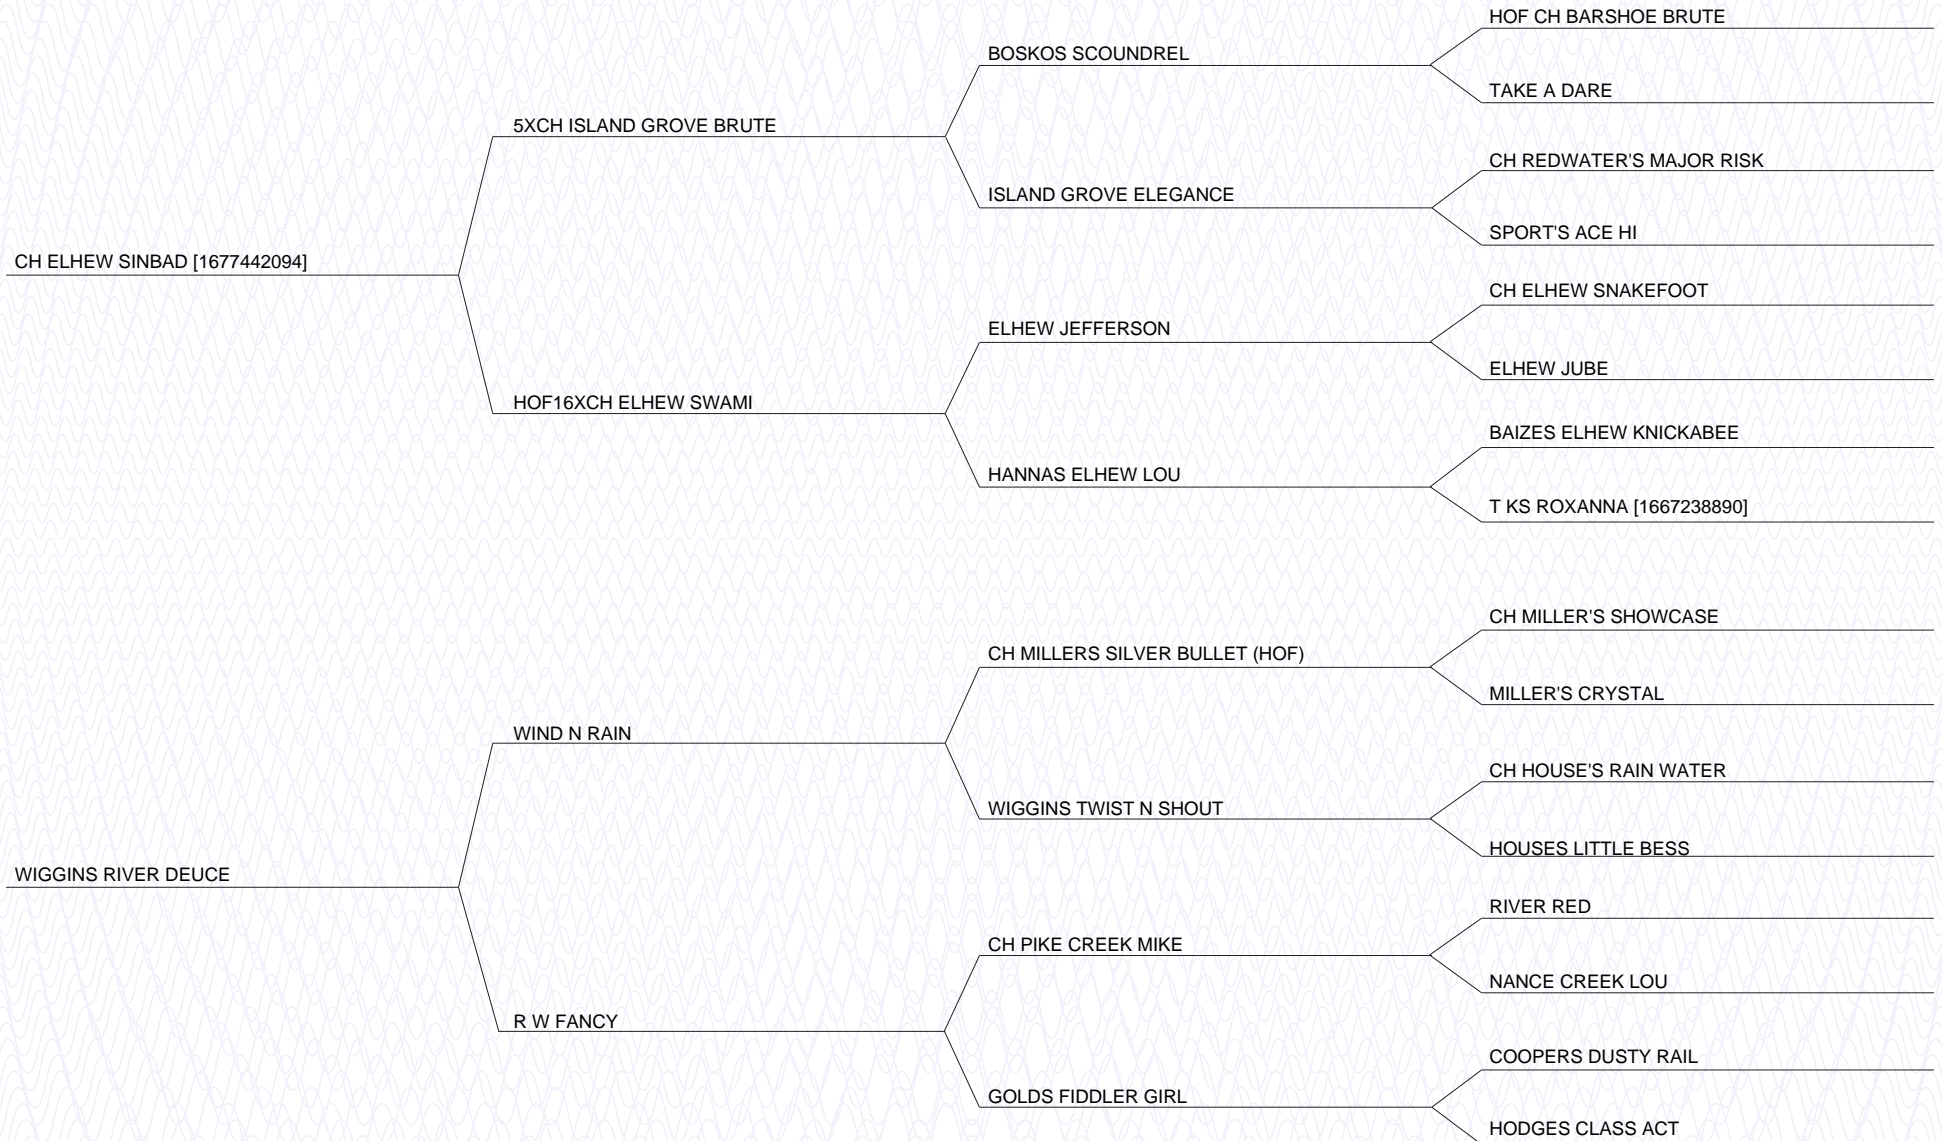 HOF CH BARSHOE BRUTE
BOSKOS SCOUNDREL
TAKE A DARE
5XCH ISLAND GROVE BRUTE
CH REDWATER'S MAJOR RISK
ISLAND GROVE ELEGANCE
SPORT'S ACE HI
CH ELHEW SINBAD [1677442094]
CH ELHEW SNAKEFOOT
ELHEW JEFFERSON
ELHEW JUBE
HOF16XCH ELHEW SWAMI
BAIZES ELHEW KNICKABEE
HANNAS ELHEW LOU
T KS ROXANNA [1667238890]
CH MILLER'S SHOWCASE
CH MILLERS SILVER BULLET (HOF)
MILLER'S CRYSTAL
WIND N RAIN
CH HOUSE'S RAIN WATER
WIGGINS TWIST N SHOUT
HOUSES LITTLE BESS
WIGGINS RIVER DEUCE
RIVER RED
CH PIKE CREEK MIKE
NANCE CREEK LOU
R W FANCY
COOPERS DUSTY RAIL
GOLDS FIDDLER GIRL
HODGES CLASS ACT